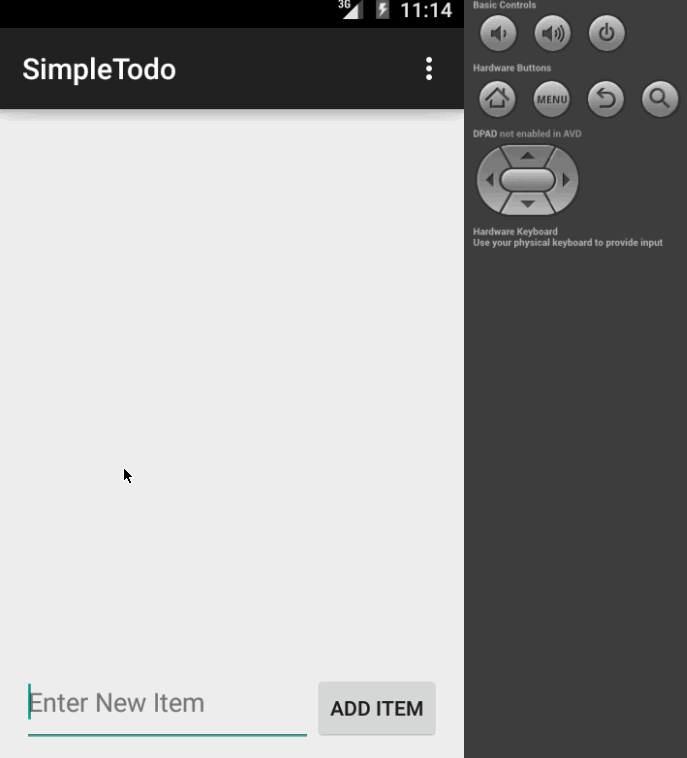 3G 11:14
SimpleTodo
Enter New Item
ADD ITEM
Basic Controls
Hardware Buttons
MENU
DPAD not enabled in AVD
Hardware Keyboard
Use your physical keyboard to provide input